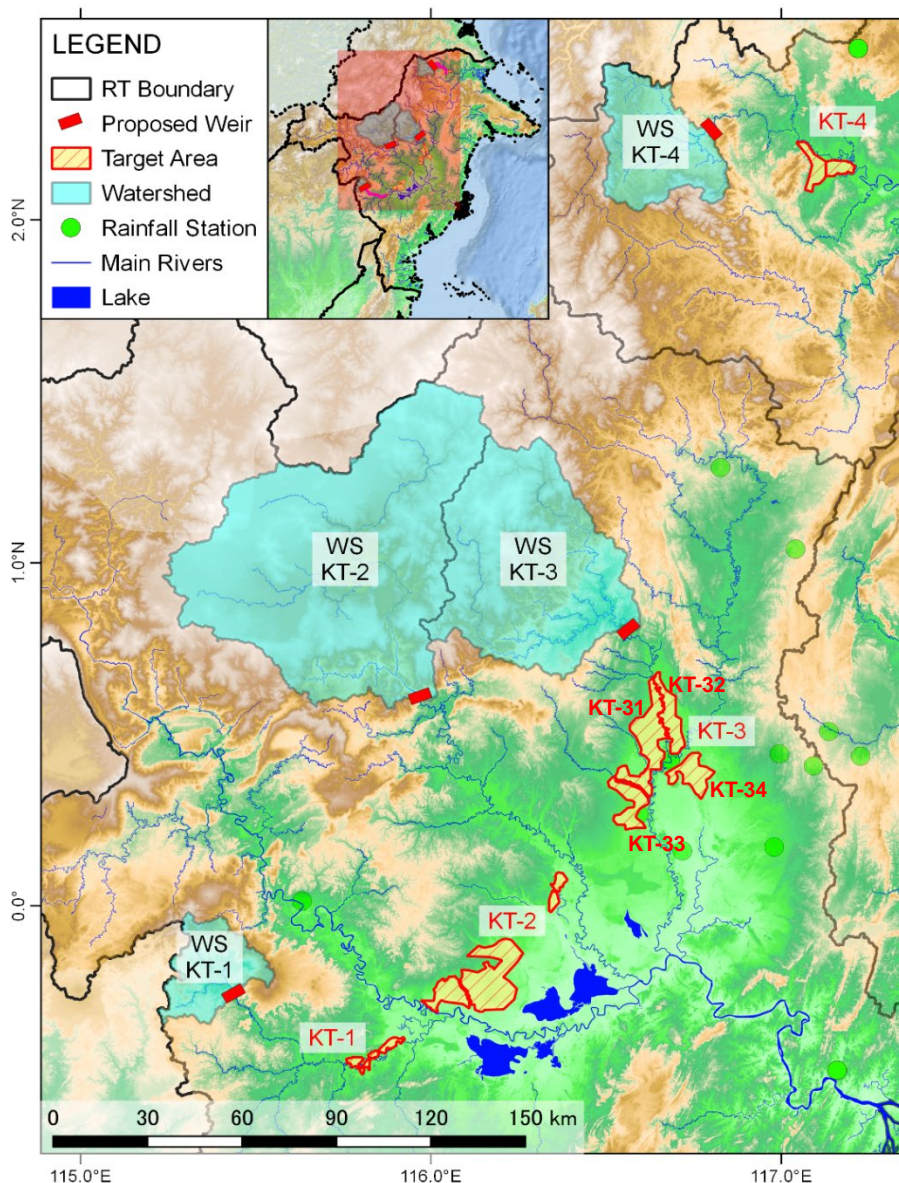 LEGEND
RT Boundary
Proposed Weir
Target Area
Watershed
Rainfall Station
Main Rivers
Lake
WS
KT-4
KT-4
2.0°N
WS
KT-2
WS
KT-3
1.0°N
KT-32
KT-31
KT-3
KT-34
KT-33
0.0°
KT-2
WS
KT-1
KT-1
0 30 60 90 120 150 km
115.0°E 116.0°E 117.0°E